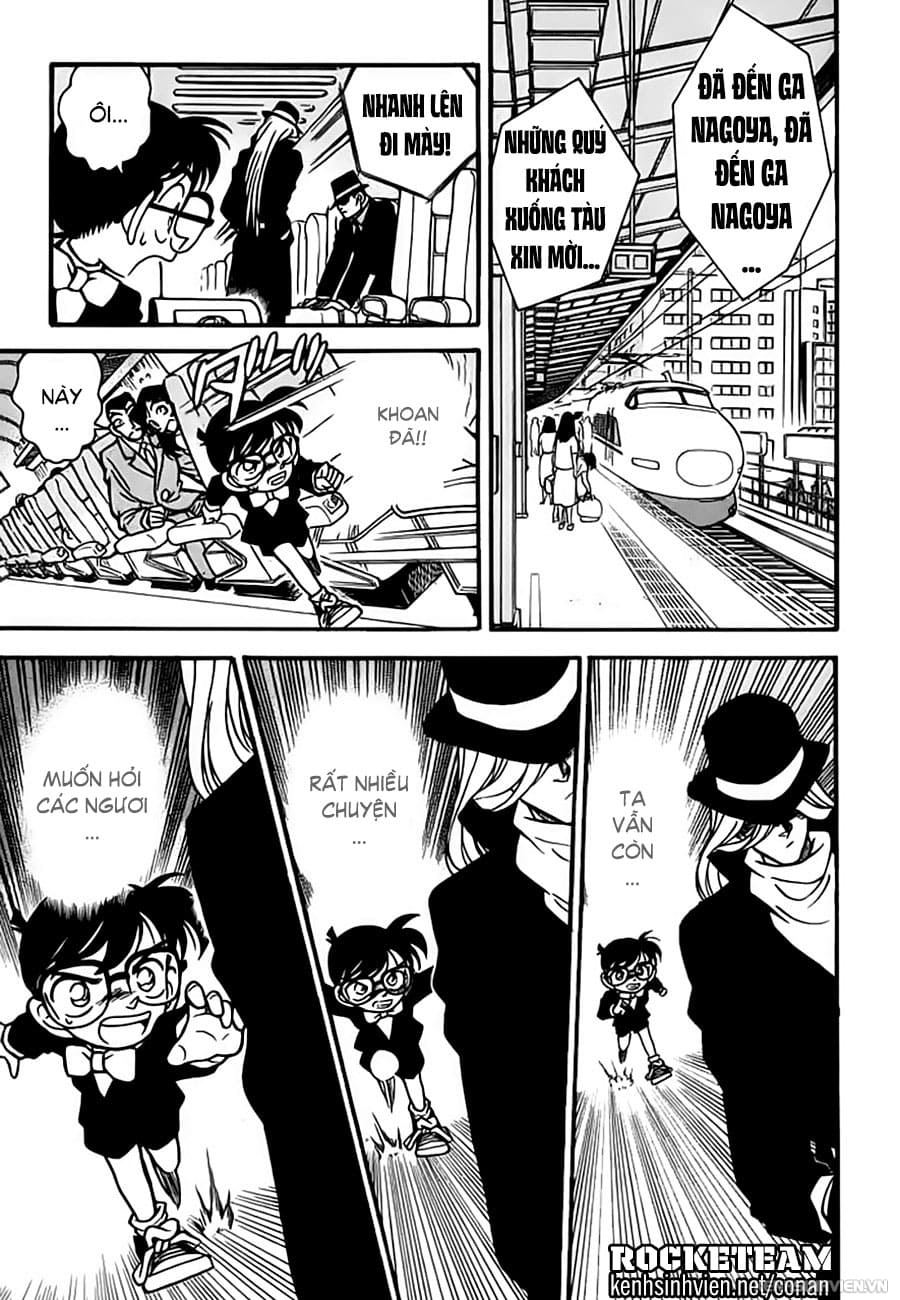 ĐÃ ĐẾN GA
NAGOYA, ĐÃ
ĐẾN GA
NAGOYA
...
NHỮNG QUÝ
KHÁCH
XUỐNG TÀU
XIN MỜI...
NHANH LÊN
ĐI MÀY!
ÔI...
KHOAN
ĐÃ!!
NÀY
...
TA
VẪN
CÒN
...
RẤT NHIỀU
CHUYỆN
...
MUỐN HỎI
CÁC NGƯƠI
...
ROCKETEAM
kenhsinhvien.net/conan